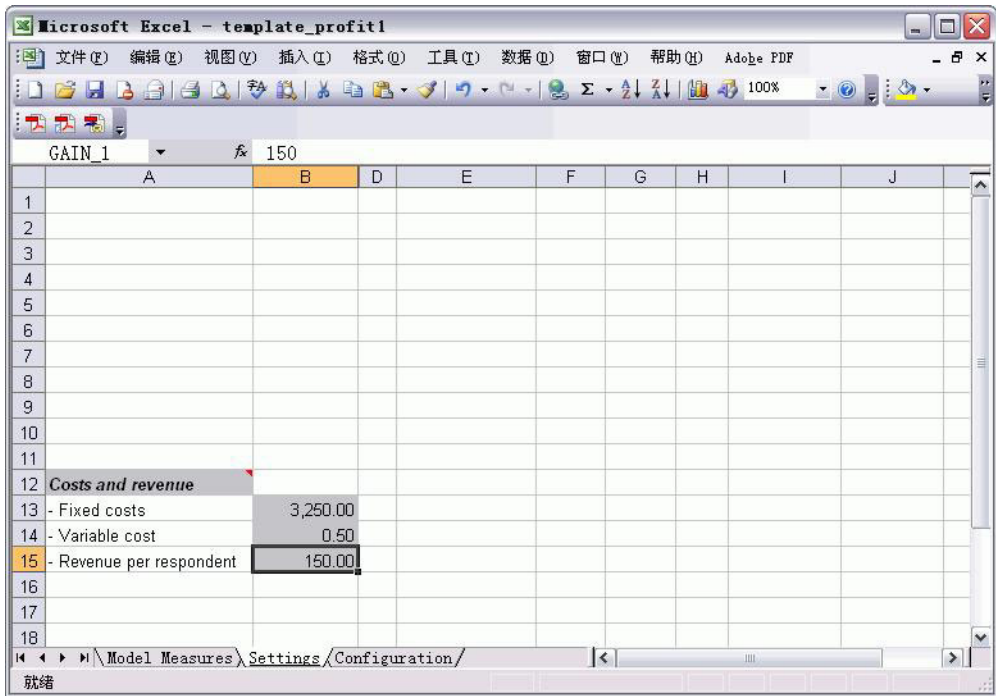 Microsoft Excel - template_profit1
文件(F) 编辑(E) 视图(V) 插入(I) 格式(O) 工具(T) 数据(D) 窗口(W) 帮助(H) Adobe PDF
100%
GAIN_1 fx 150
A B D E F G H I J
1
2
3
4
5
6
7
8
9
10
11
12 Costs and revenue
13 - Fixed costs 3,250.00
14 - Variable cost 0.50
15 - Revenue per respondent 150.00
16
17
18
Model Measures Settings Configuration
就绪